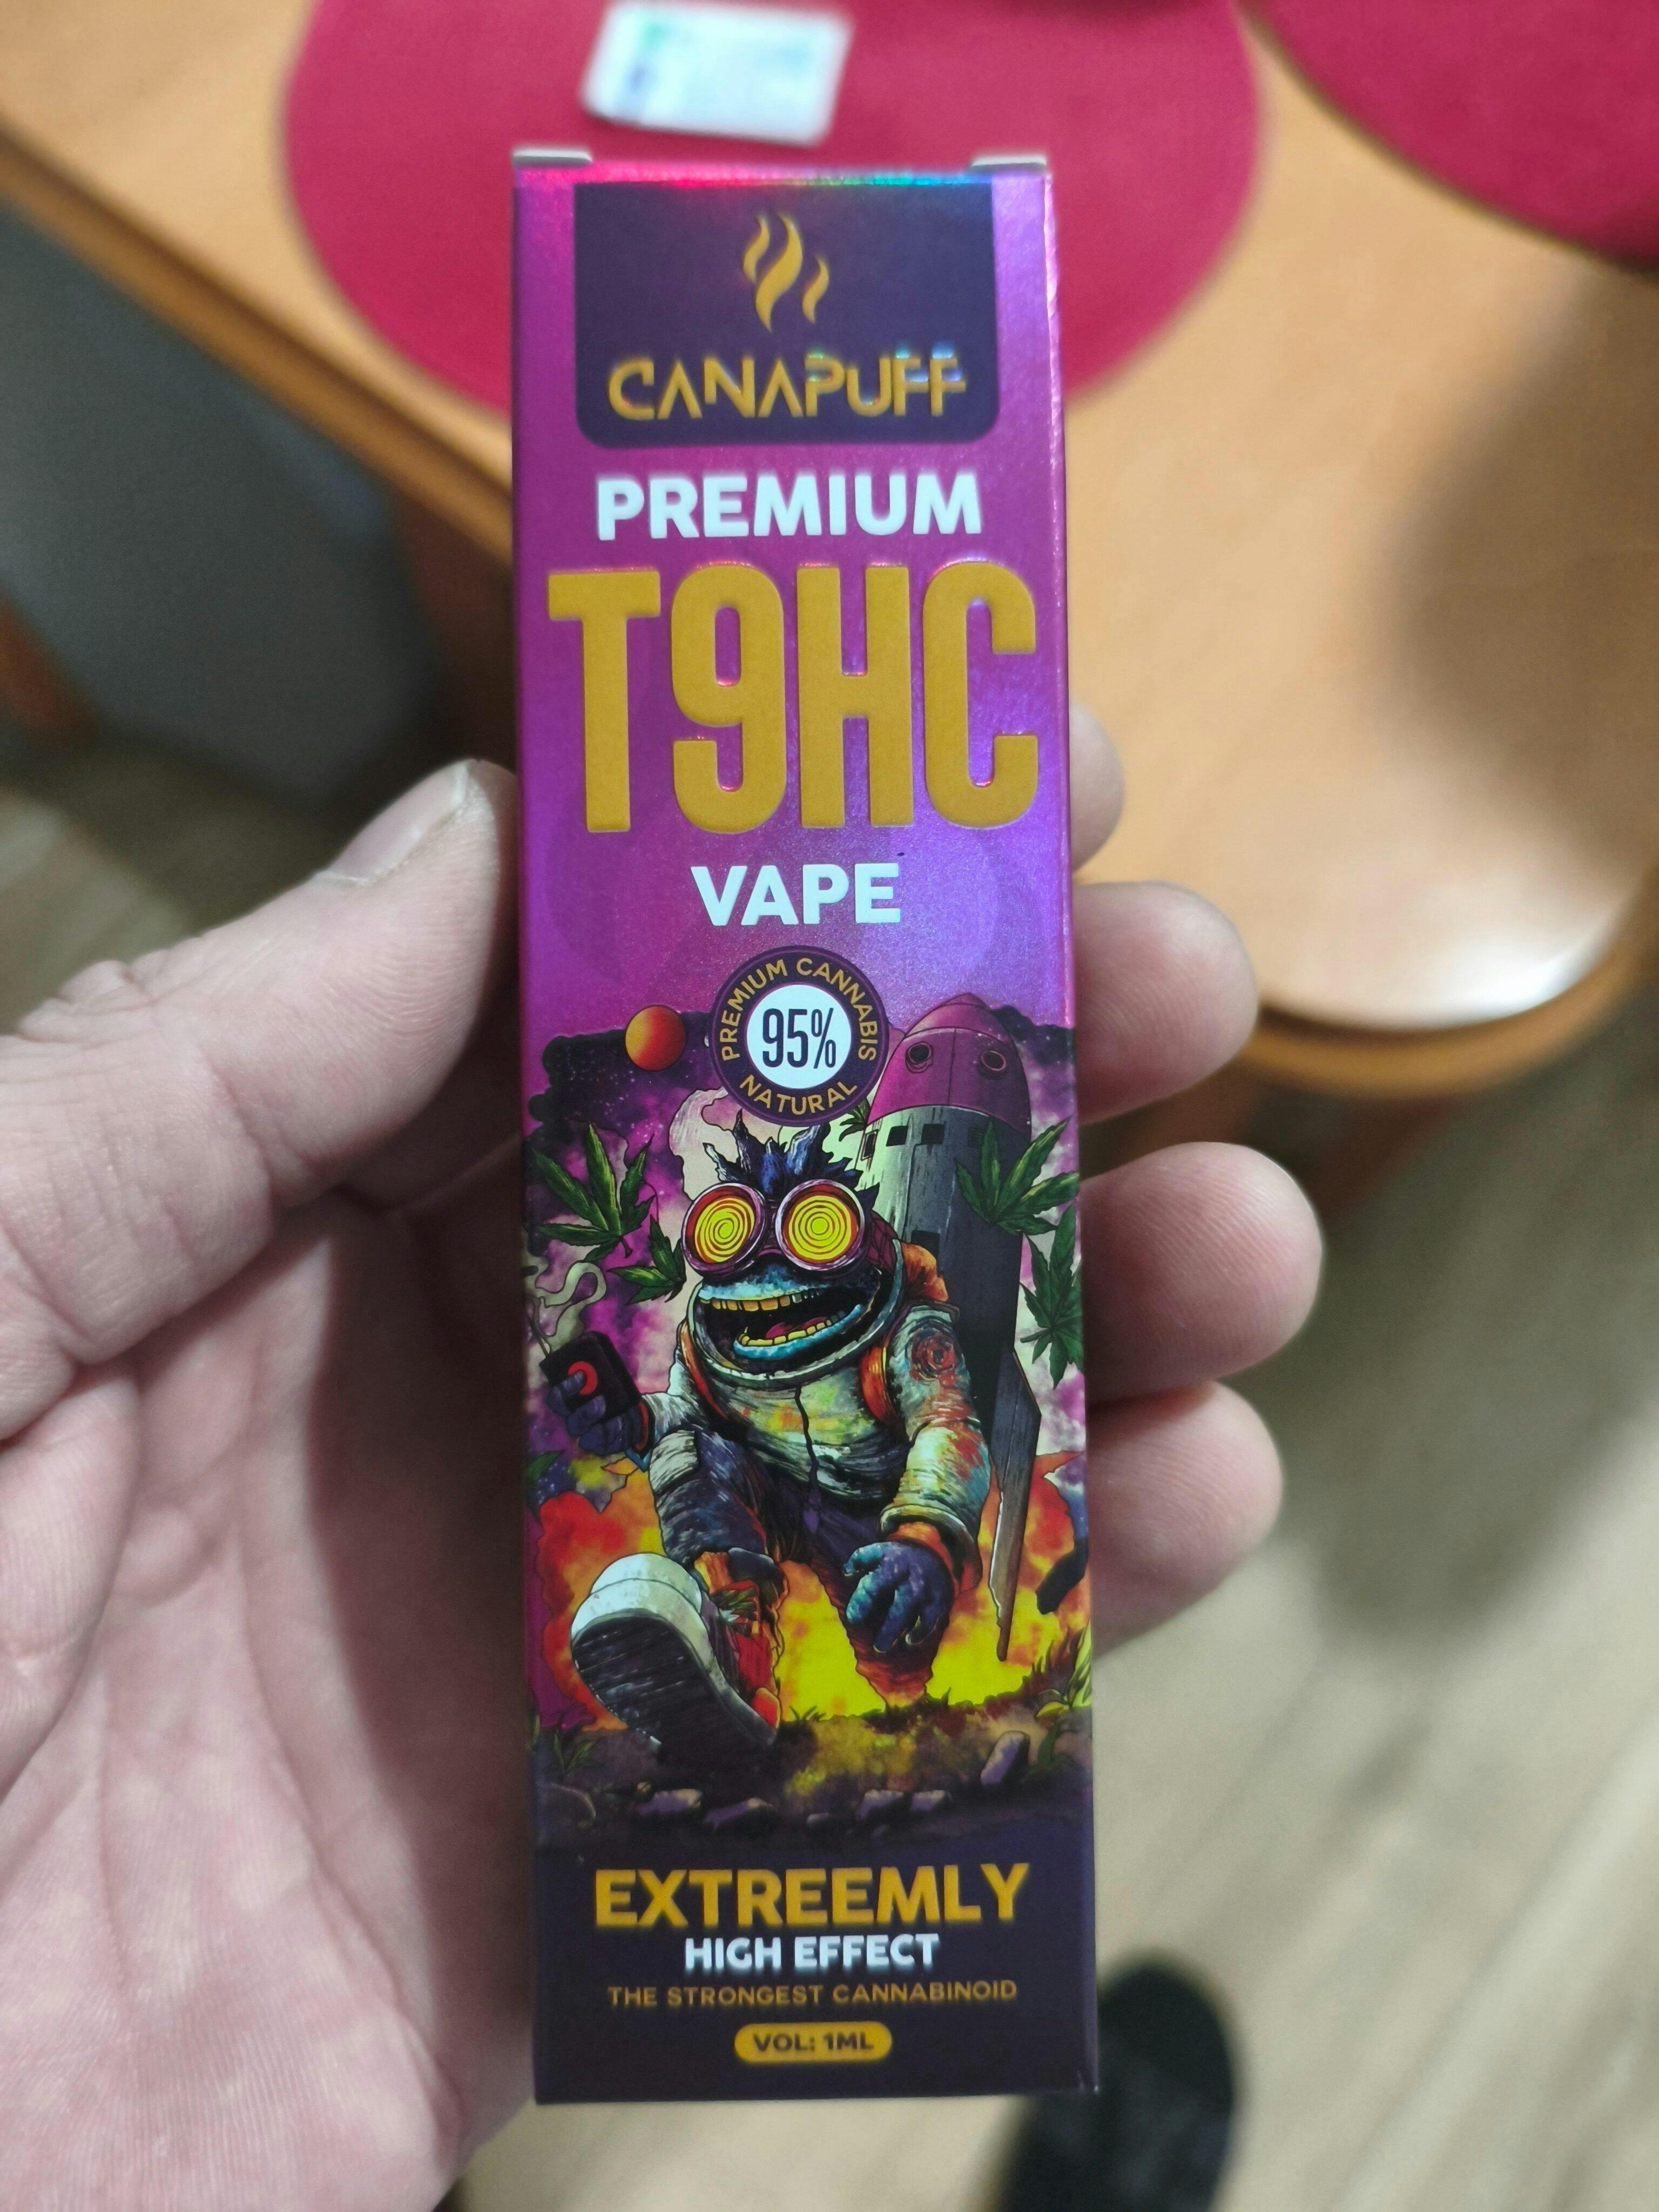 CANAPUFF
PREMIUM
T9HC
VAPE
PREMIUM CANNABIS
95%
NATURAL
EXTREEMLY
HIGH EFFECT
THE STRONGEST CANNABINOID
VOL: 1ML